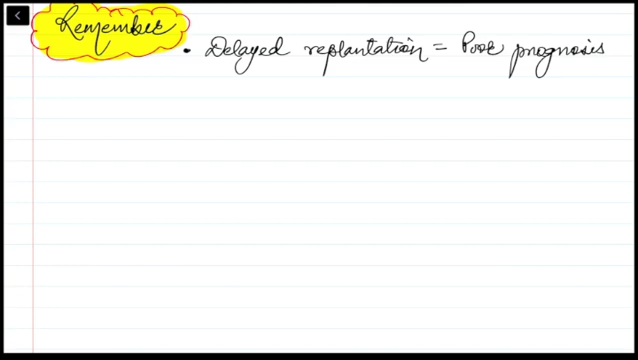 Remember
• Delayed replantation = Poor prognosis